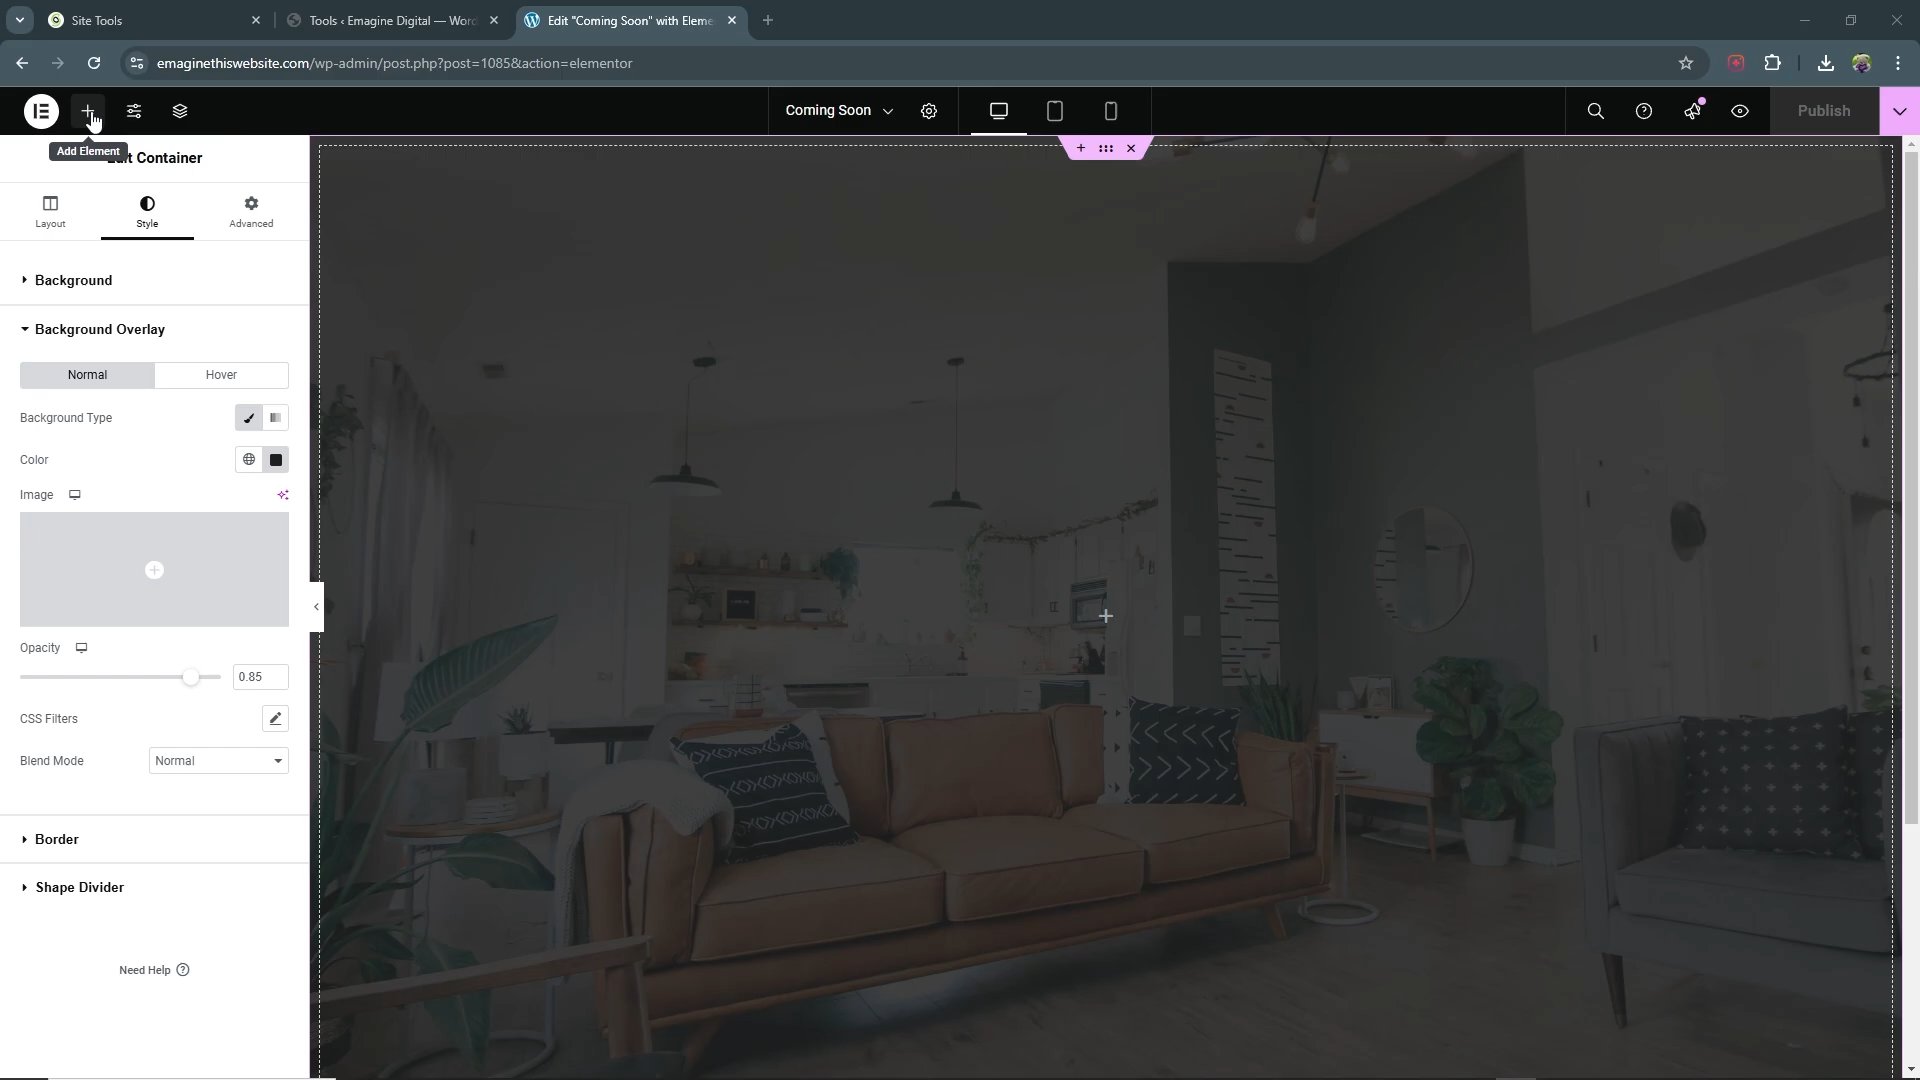 Site Tools
Tools ‹ Emagine Digital — Word
Edit "Coming Soon" with Eleme
emaginethiswebsite.com/wp-admin/post.php?post=1085&action=elementor
Coming Soon
Publish
Add Element
Container
Layout
Style
Advanced
Background
Background Overlay
Normal
Hover
Background Type
Color
Image
Opacity
0.85
CSS Filters
Blend Mode
Normal
Border
Shape Divider
Need Help